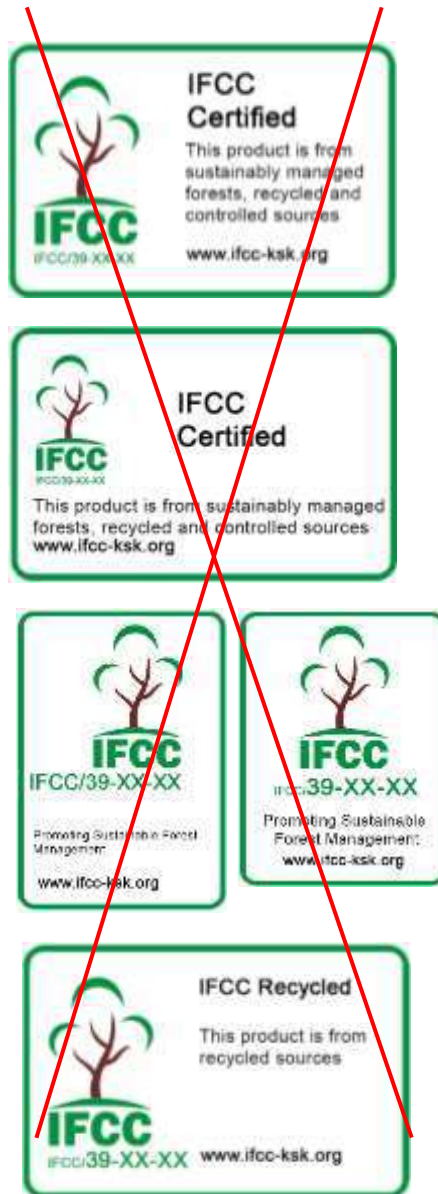 IFCC
Certified
This product is from
sustainably managed
forests, recycled and
controlled sources
IFCC
IFCC/39-XX-XX
www.ifcc-ksk.org
IFCC
Certified
IFCC
IFCC/39-XX-XX
This product is from sustainably managed
forests, recycled and controlled sources
www.ifcc-ksk.org
IFCC
IFCC/39-XX-XX
Promoting Sustainable Forest
Management
www.ifcc-ksk.org
IFCC
IFCC/39-XX-XX
Promoting Sustainable
Forest Management
www.ifcc-ksk.org
IFCC Recycled
This product is from
recycled sources
IFCC
IFCC/39-XX-XX
www.ifcc-ksk.org